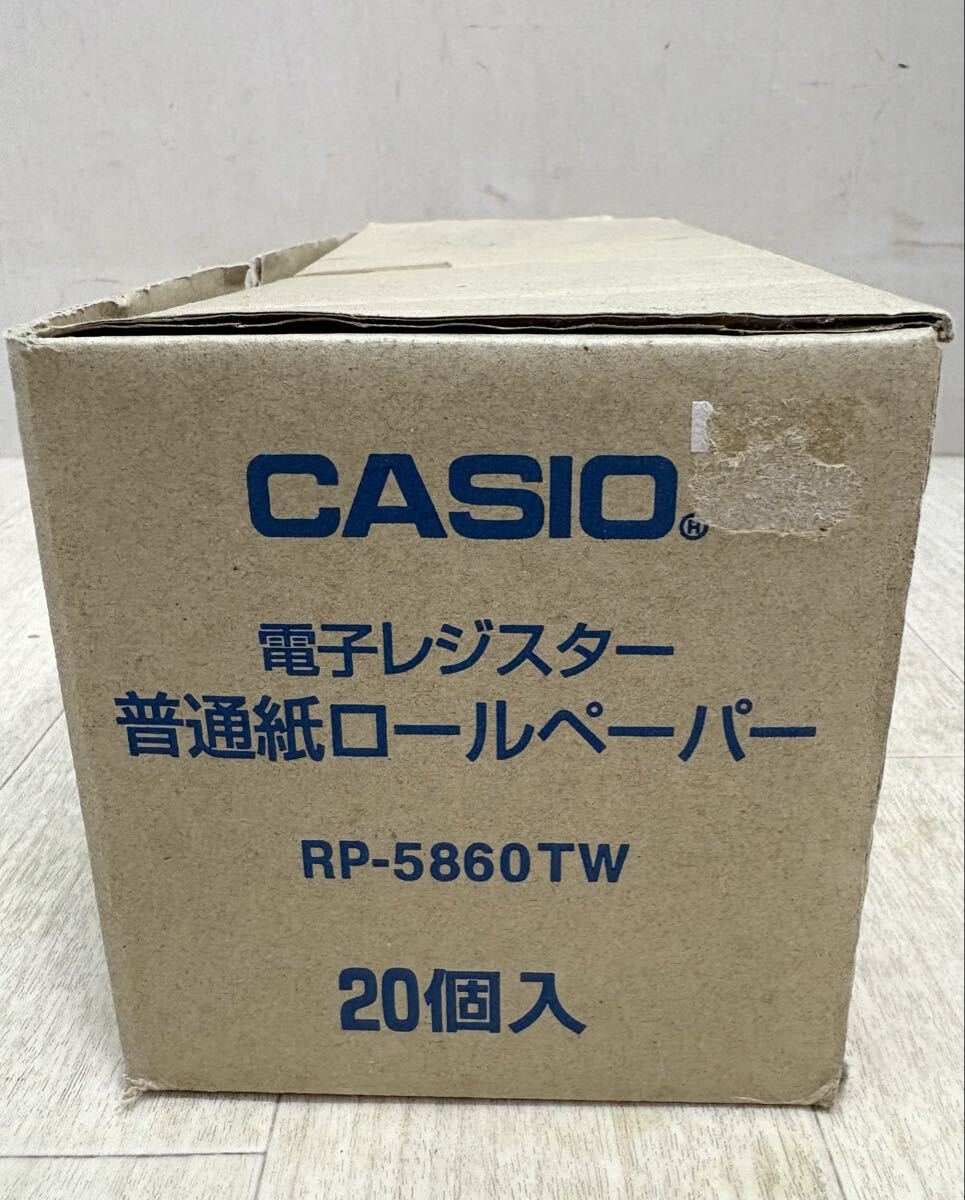 CASIO®
電子レジスター
普通紙ロールペーパー
RP-5860TW
20個入